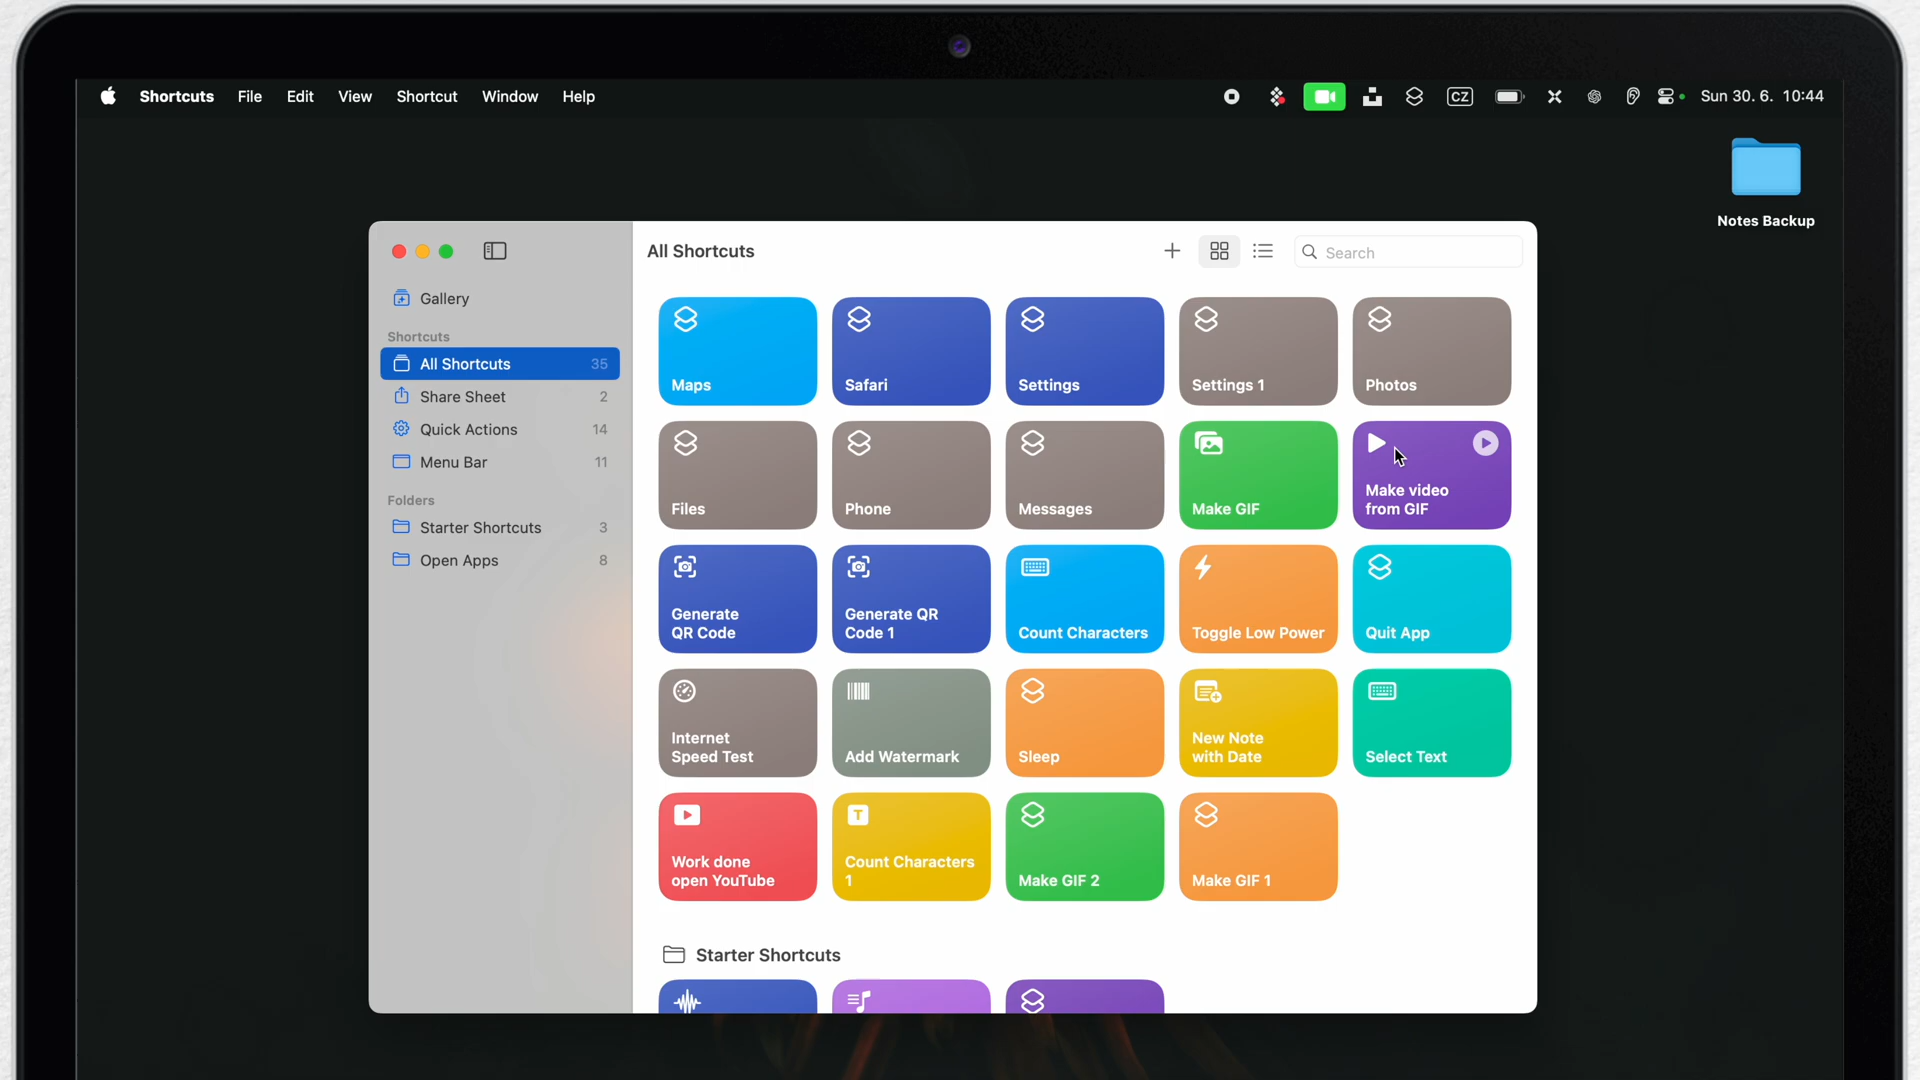 Shortcuts File Edit View Shortcut Window Help
CZ
Sun 30. 6. 10:44
Notes Backup
All Shortcuts
Search
Gallery
Shortcuts
All Shortcuts 35
Share Sheet 2
Quick Actions 14
Menu Bar 11
Folders
Starter Shortcuts 3
Open Apps 8
Maps
Safari
Settings
Settings 1
Photos
Files
Phone
Messages
Make GIF
Make video
from GIF
Generate
QR Code
Generate QR
Code 1
Count Characters
Toggle Low Power
Quit App
Internet
Speed Test
Add Watermark
Sleep
New Note
with Date
Select Text
Work done
open YouTube
T
Count Characters
1
Make GIF 2
Make GIF 1
Starter Shortcuts